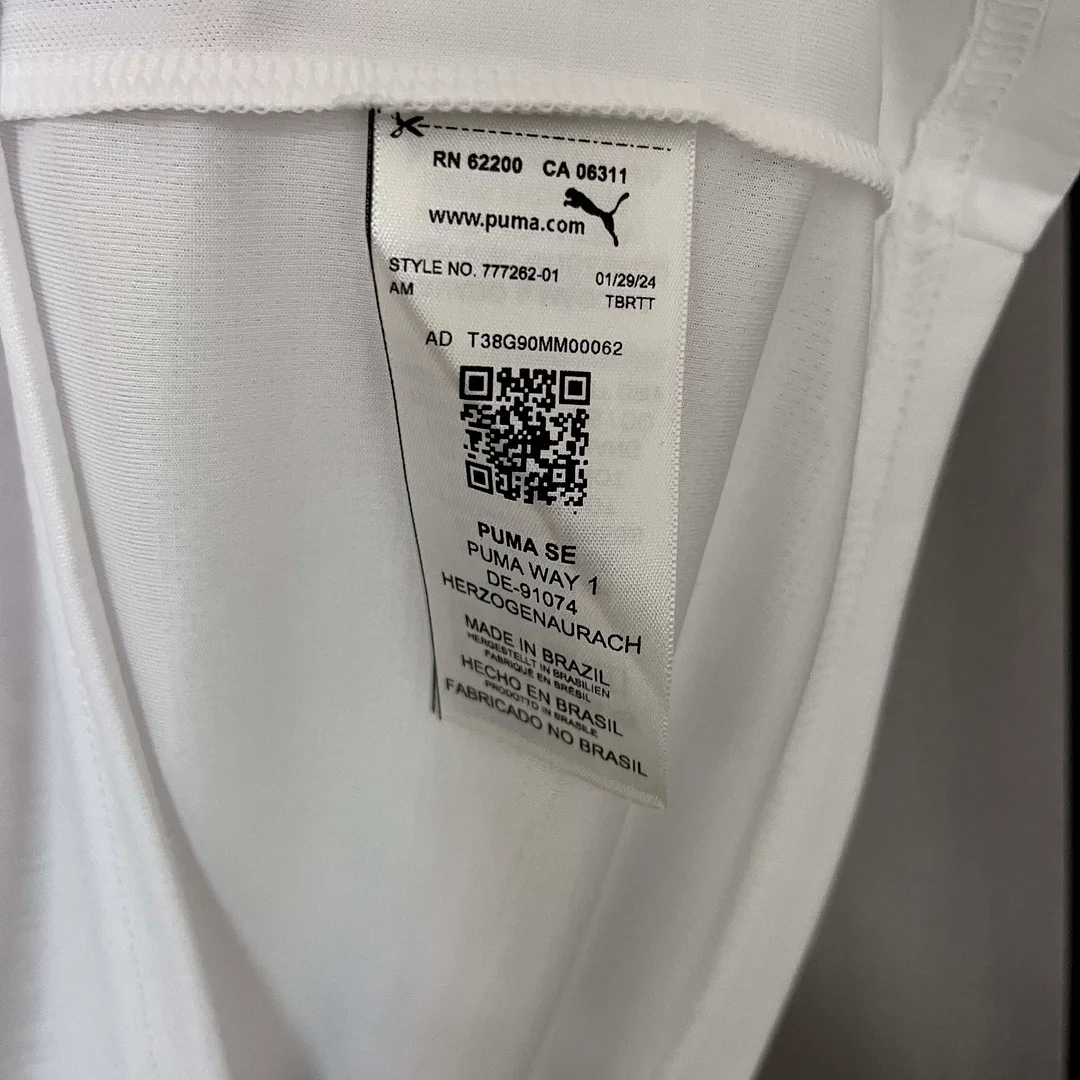 RN 62200 CA 06311
www.puma.com
STYLE NO. 777262-01 01/29/24
AM TBRTT
AD T38G90MM00062
PUMA SE
PUMA WAY 1
DE-91074
HERZOGENAURACH
MADE IN BRAZIL
HERGESTELLT IN BRASILIEN
FABRIQUÉ EN BRÉSIL
HECHO EN BRASIL
PRODOTTO IN BRASILE
FABRICADO NO BRASIL